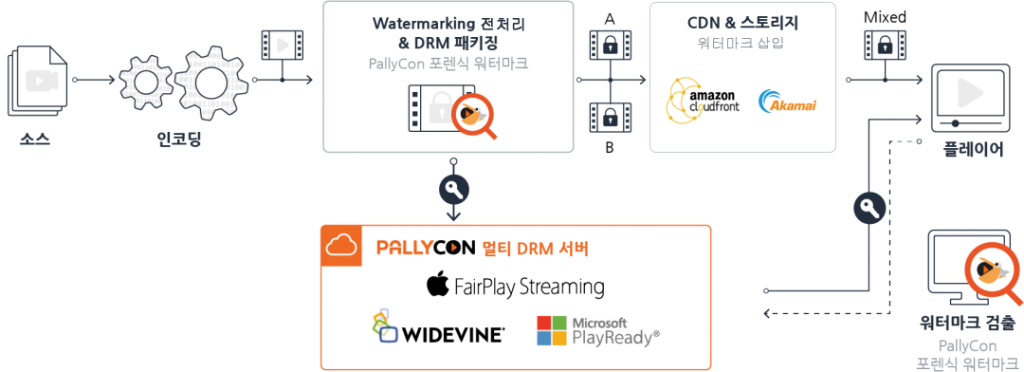 소스
인코딩
Watermarking 전처리
& DRM 패키징
PallyCon 포렌식 워터마크
A
B
CDN & 스토리지
워터마크 삽입
amazon
cloudfront
Akamai
Mixed
플레이어
PALLYCON 멀티 DRM 서버
FairPlay Streaming
WIDEVINE®
Microsoft
PlayReady®
워터마크 검출
PallyCon
포렌식 워터마크